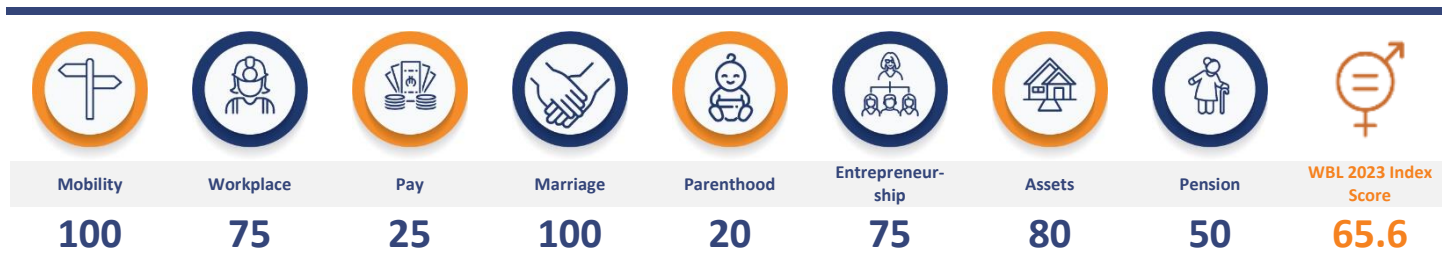 Mobility
Workplace
Pay
Marriage
Parenthood
Entrepreneur-
ship
Assets
Pension
WBL 2023 Index
Score
100
75
25
100
20
75
80
50
65.6